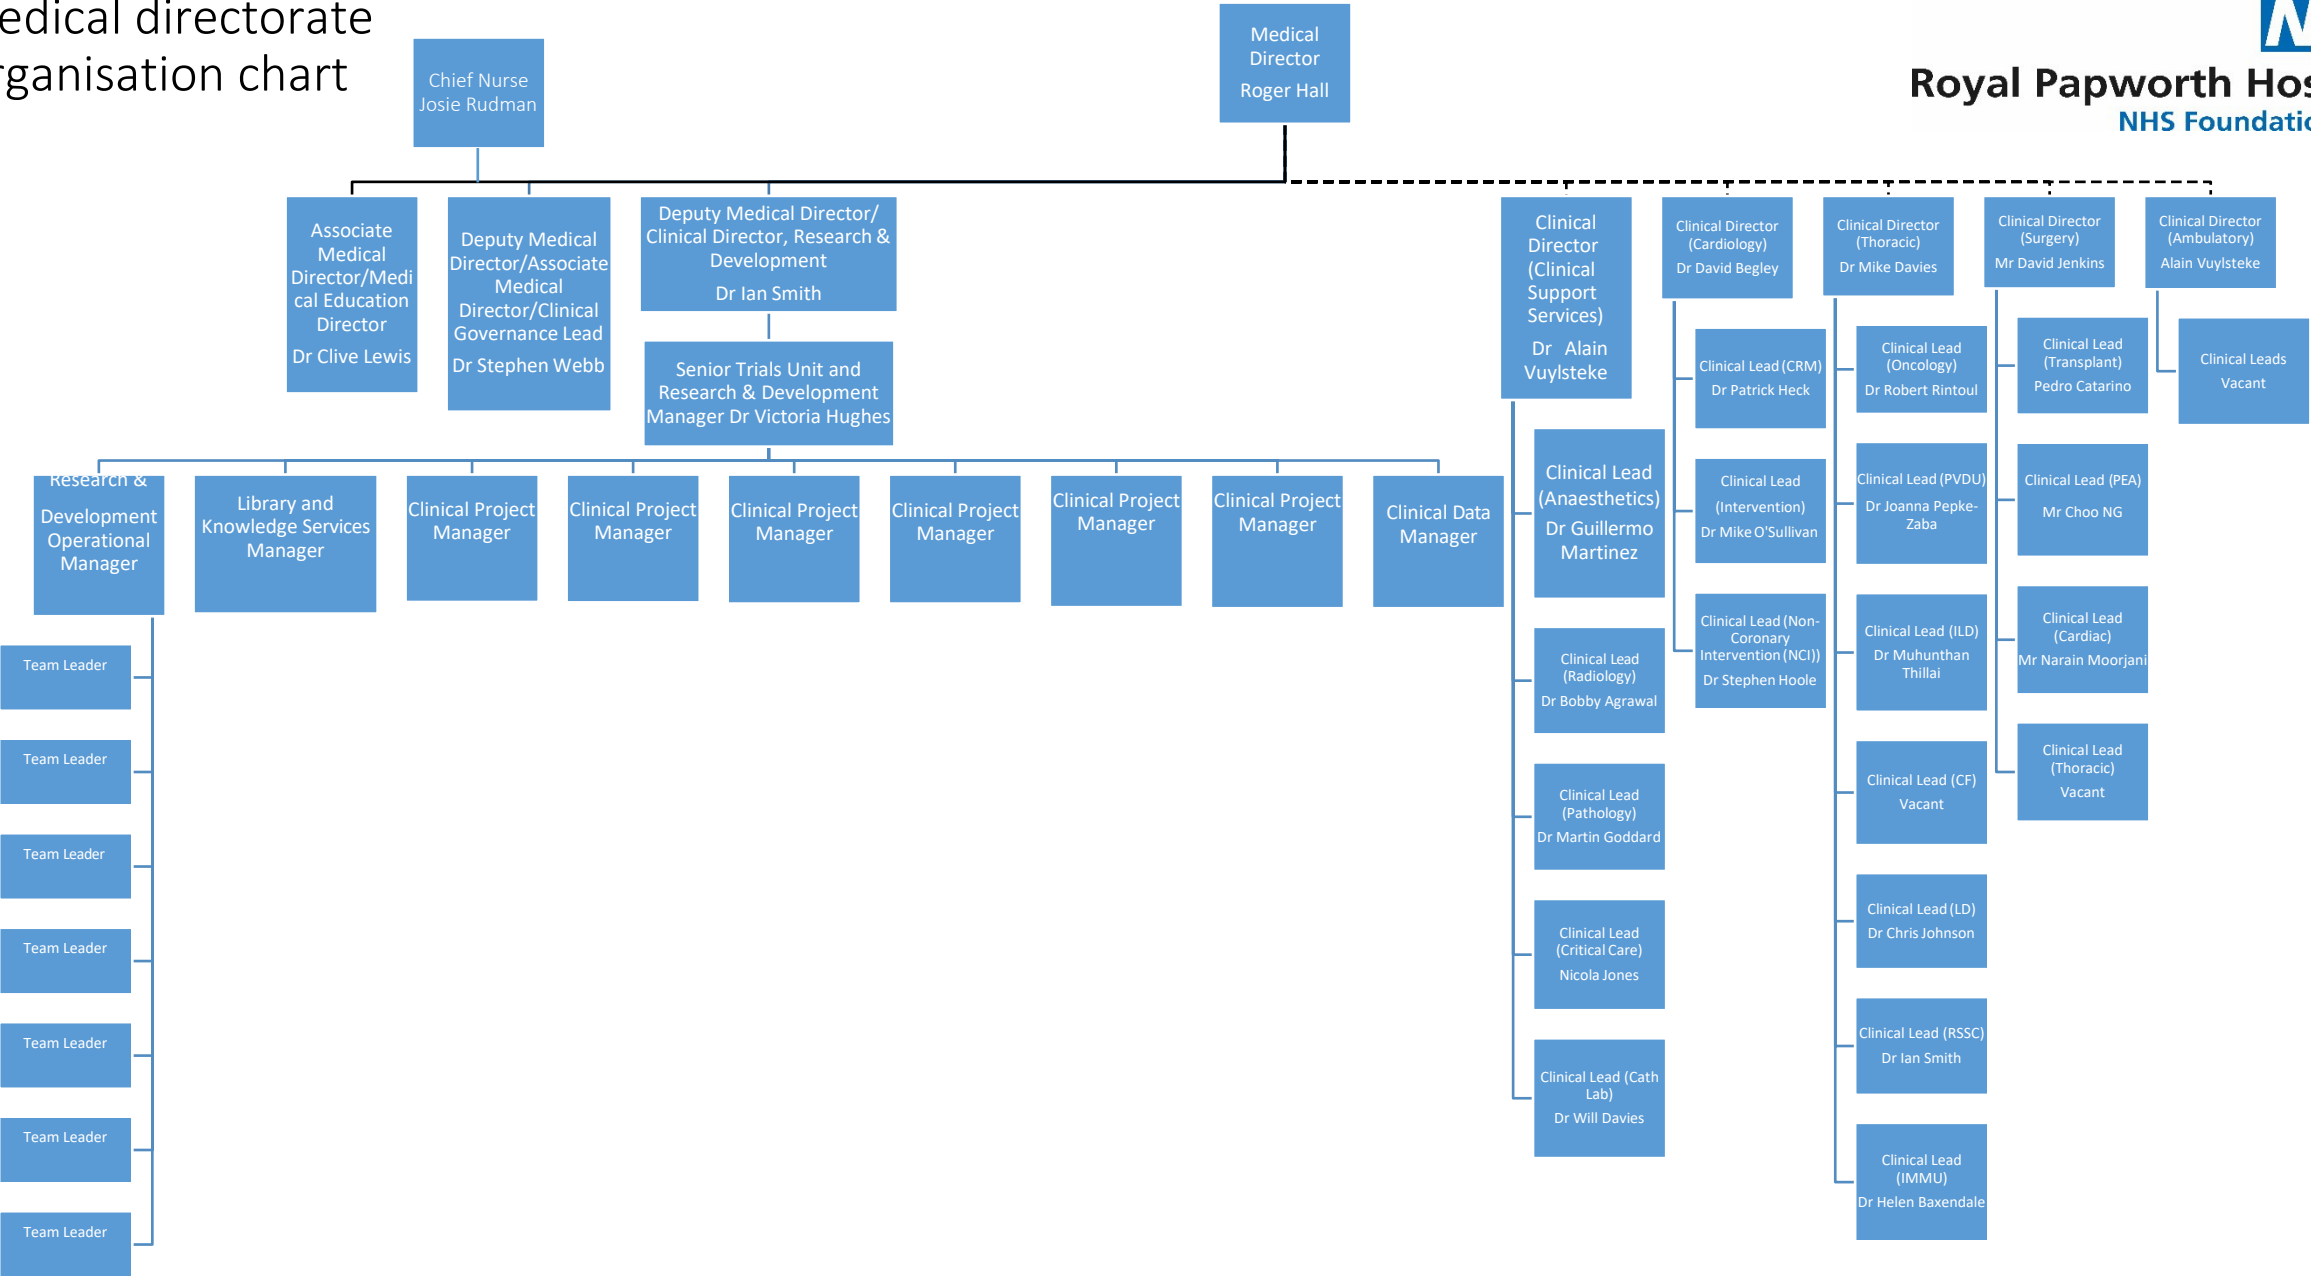 edical directorate
rganisation chart
Chief Nurse
Josie Rudman
Medical
Director
Roger Hall
Royal Papworth Hos
NHS Foundatio
Associate
Medical
Director/Medi
cal Education
Director
Dr Clive Lewis
Deputy Medical
Director/Associate
Medical
Director/Clinical
Governance Lead
Dr Stephen Webb
Deputy Medical Director/
Clinical Director, Research &
Development
Dr Ian Smith
Senior Trials Unit and
Research & Development
Manager Dr Victoria Hughes
Clinical
Director
(Clinical
Support
Services)
Dr Alain
Vuylsteke
Clinical Director
(Cardiology)
Dr David Begley
Clinical Director
(Thoracic)
Dr Mike Davies
Clinical Director
(Surgery)
Mr David Jenkins
Clinical Director
(Ambulatory)
Alain Vuylsteke
Research &
Development
Operational
Manager
Library and
Knowledge Services
Manager
Clinical Project
Manager
Clinical Project
Manager
Clinical Project
Manager
Clinical Project
Manager
Clinical Project
Manager
Clinical Project
Manager
Clinical Data
Manager
Team Leader
Team Leader
Team Leader
Team Leader
Team Leader
Team Leader
Team Leader
Clinical Lead
(Anaesthetics)
Dr Guillermo
Martinez
Clinical Lead
(Radiology)
Dr Bobby Agrawal
Clinical Lead
(Pathology)
Dr Martin Goddard
Clinical Lead
(Critical Care)
Nicola Jones
Clinical Lead (Cath
Lab)
Dr Will Davies
Clinical Lead (CRM)
Dr Patrick Heck
Clinical Lead
(Intervention)
Dr Mike O'Sullivan
Clinical Lead (Non-
Coronary
Intervention (NCI))
Dr Stephen Hoole
Clinical Lead
(Oncology)
Dr Robert Rintoul
Clinical Lead (PVDU)
Dr Joanna Pepke-
Zaba
Clinical Lead (ILD)
Dr Muhunthan
Thillai
Clinical Lead (CF)
Vacant
Clinical Lead (LD)
Dr Chris Johnson
Clinical Lead (RSSC)
Dr Ian Smith
Clinical Lead
(IMMU)
Dr Helen Baxendale
Clinical Lead
(Transplant)
Pedro Catarino
Clinical Lead (PEA)
Mr Choo NG
Clinical Lead
(Cardiac)
Mr Narain Moorjani
Clinical Lead
(Thoracic)
Vacant
Clinical Leads
Vacant